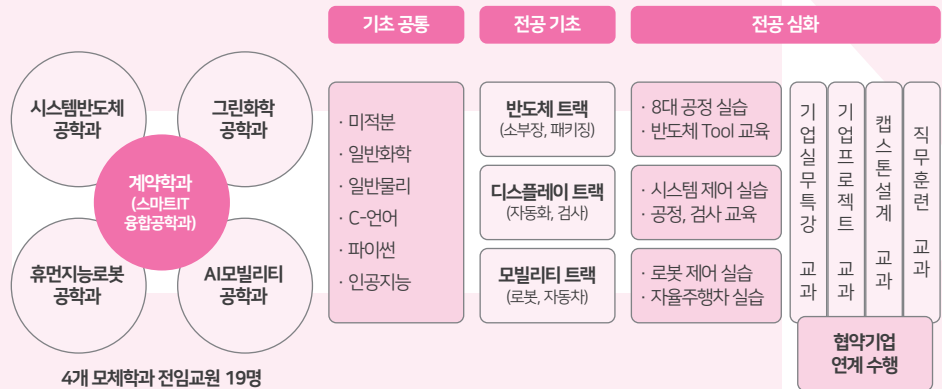 기초 공통
전공 기초
전공 심화
시스템반도체
공학과
그린화학
공학과
계약학과
(스마트IT
융합공학과)
휴먼지능로봇
공학과
AI모빌리티
공학과
4개 모체학과 전임교원 19명
· 미적분
· 일반화학
· 일반물리
· C-언어
· 파이썬
· 인공지능
반도체 트랙
(소부장, 패키징)
디스플레이 트랙
(자동화, 검사)
모빌리티 트랙
(로봇, 자동차)
· 8대 공정 실습
· 반도체 Tool 교육
· 시스템 제어 실습
· 공정, 검사 교육
· 로봇 제어 실습
· 자율주행차 실습
기업실무특강 교과
기업프로젝트 교과
캡스톤설계 교과
직무훈련 교과
협약기업
연계 수행